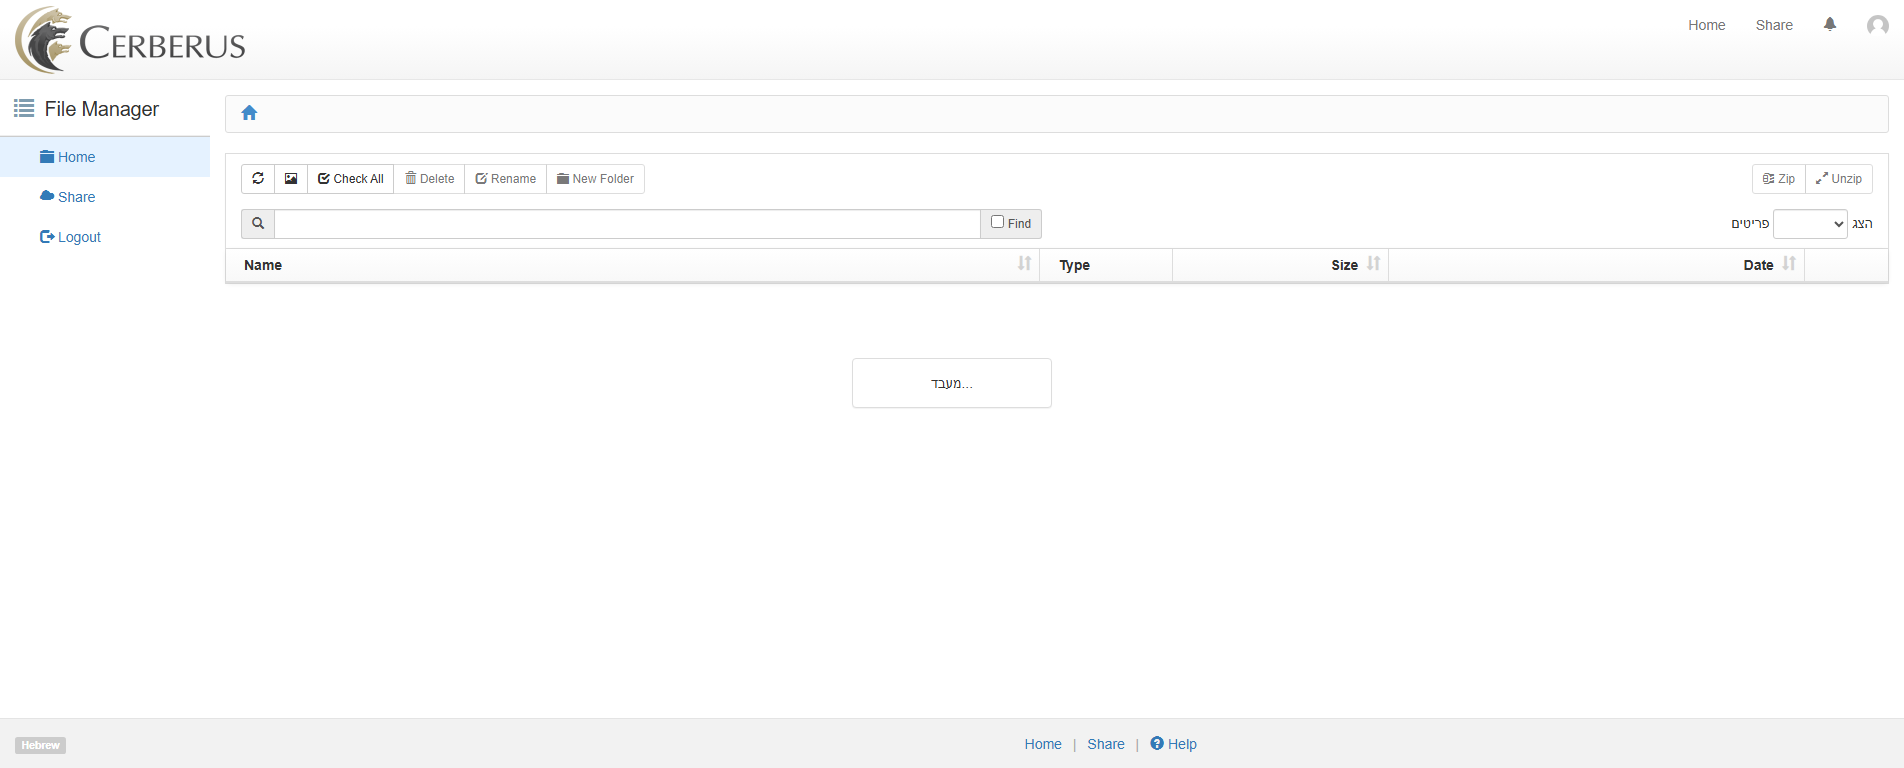 CERBERUS
Home Share
File Manager
Home
Share
Logout
Check All Delete Rename New Folder
Zip Unzip
Find
הצג פריטים
Name Type Size Date
מעבד...
Hebrew
Home | Share | Help